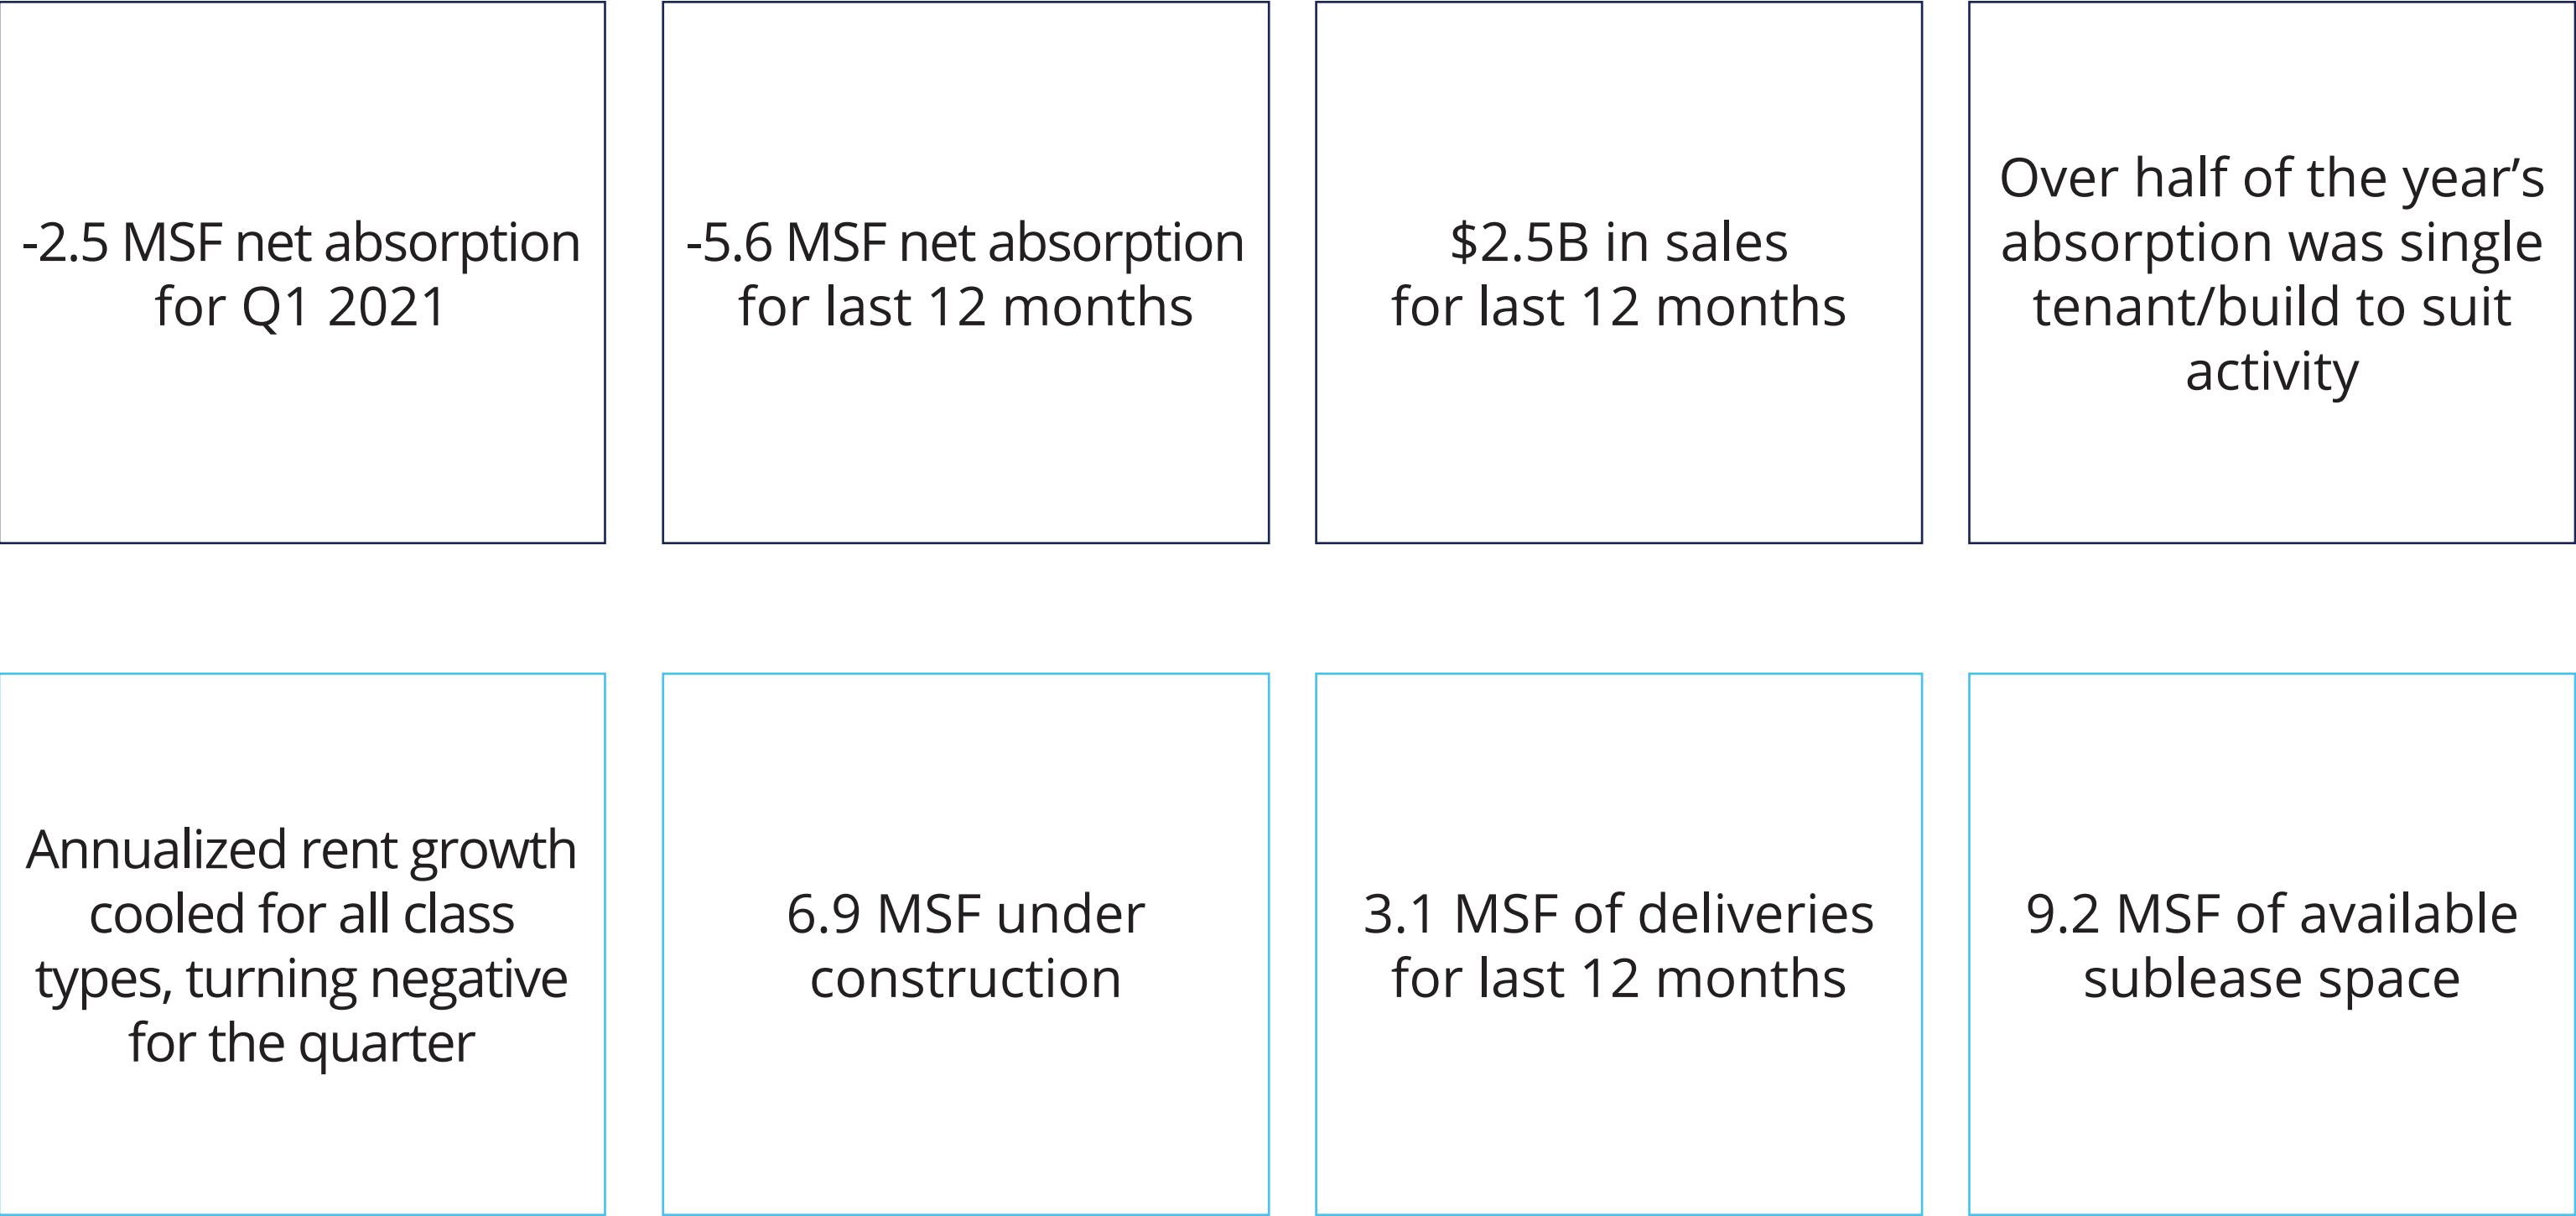 -2.5 MSF net absorption
for Q1 2021
-5.6 MSF net absorption
for last 12 months
$2.5B in sales
for last 12 months
Over half of the year’s
absorption was single
tenant/build to suit
activity
Annualized rent growth
cooled for all class
types, turning negative
for the quarter
6.9 MSF under
construction
3.1 MSF of deliveries
for last 12 months
9.2 MSF of available
sublease space